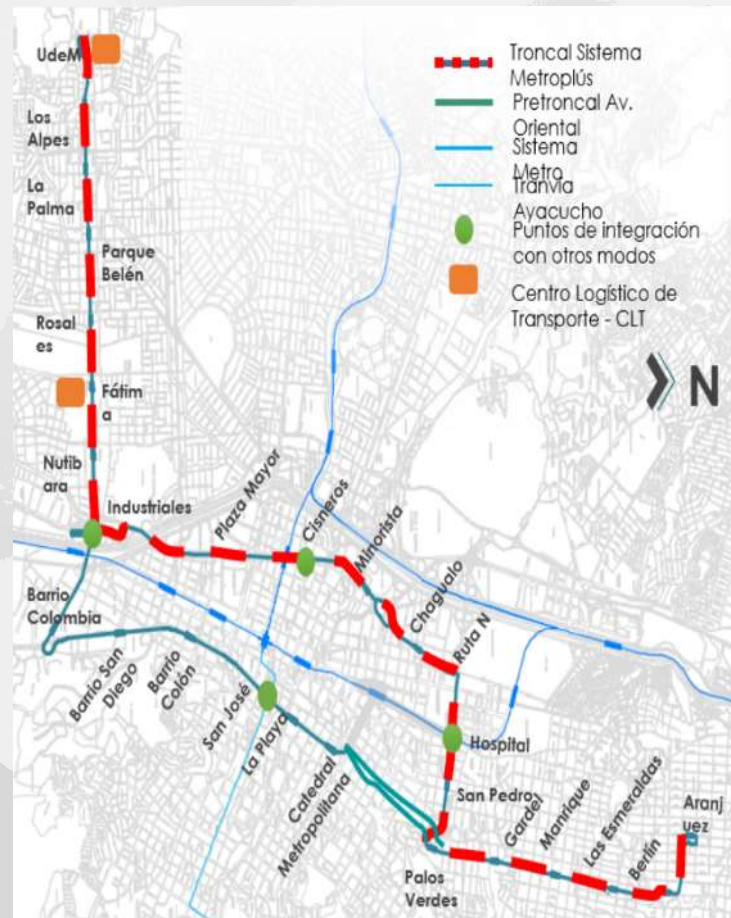 UdeM
Los
Alpes
La
Palma
Parque
Belén
Rosal
es
Fátim
a
Nutib
ara
Industriales
Plaza Mayor
Cisneros
Minorista
Chagualo
Ruta N
Hospital
San Pedro
Gardel
Manrique
Las Esmeraldas
Berlín
Aranj
uez
Palos
Verdes
Catedral
Metropolitana
La Playa
San José
Barrio
Colón
Barrio San
Diego
Barrio
Colombia
Troncal Sistema
Metroplús
Pretroncal Av.
Oriental
Sistema
Metro
Tranvía
Ayacucho
Puntos de integración
con otros modos
Centro Logístico de
Transporte - CLT
N